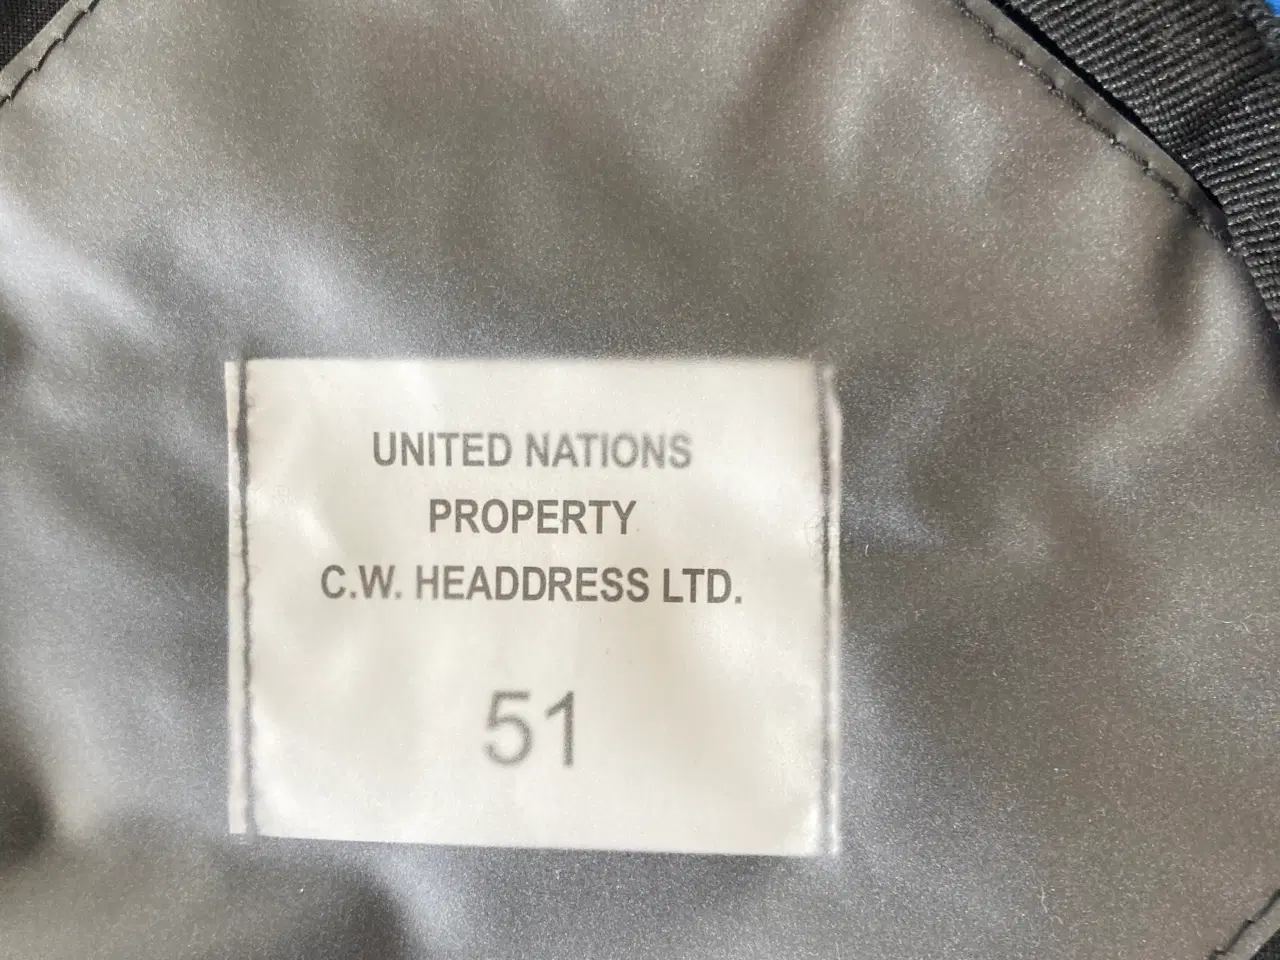 UNITED NATIONS
PROPERTY
C.W. HEADDRESS LTD.
51